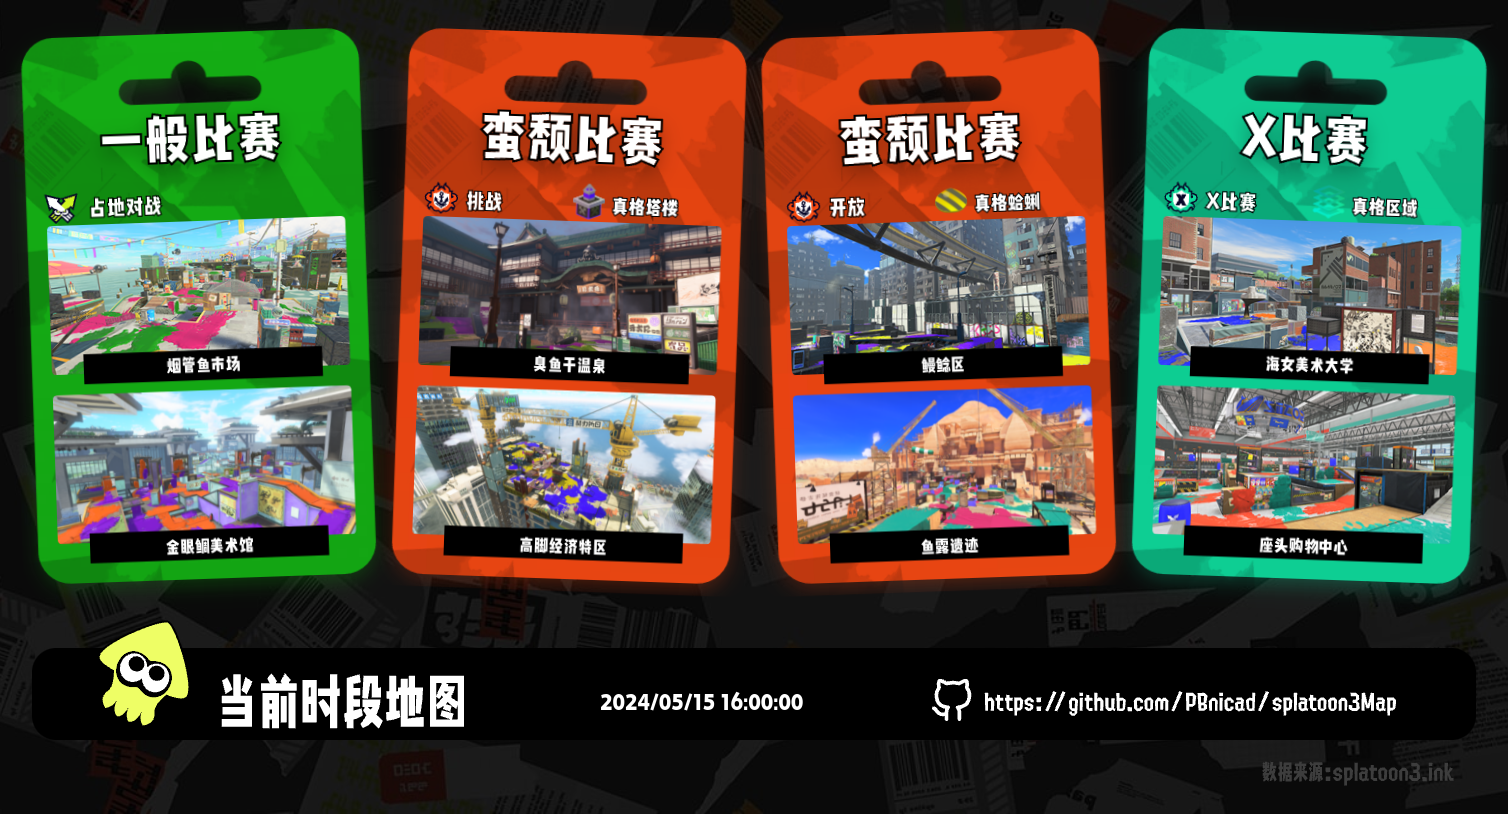 一般比赛
占地对战
烟管鱼市场
金眼鲷美术馆
蛮颓比赛
挑战
真格塔楼
臭鱼干温泉
高脚经济特区
蛮颓比赛
开放
真格蛤蜊
鳗鲶区
鱼露遗迹
X比赛
X比赛
真格区域
海女美术大学
座头购物中心
当前时段地图
2024/05/15 16:00:00
https://github.com/PBnicad/splatoon3Map
数据来源:splatoon3.ink